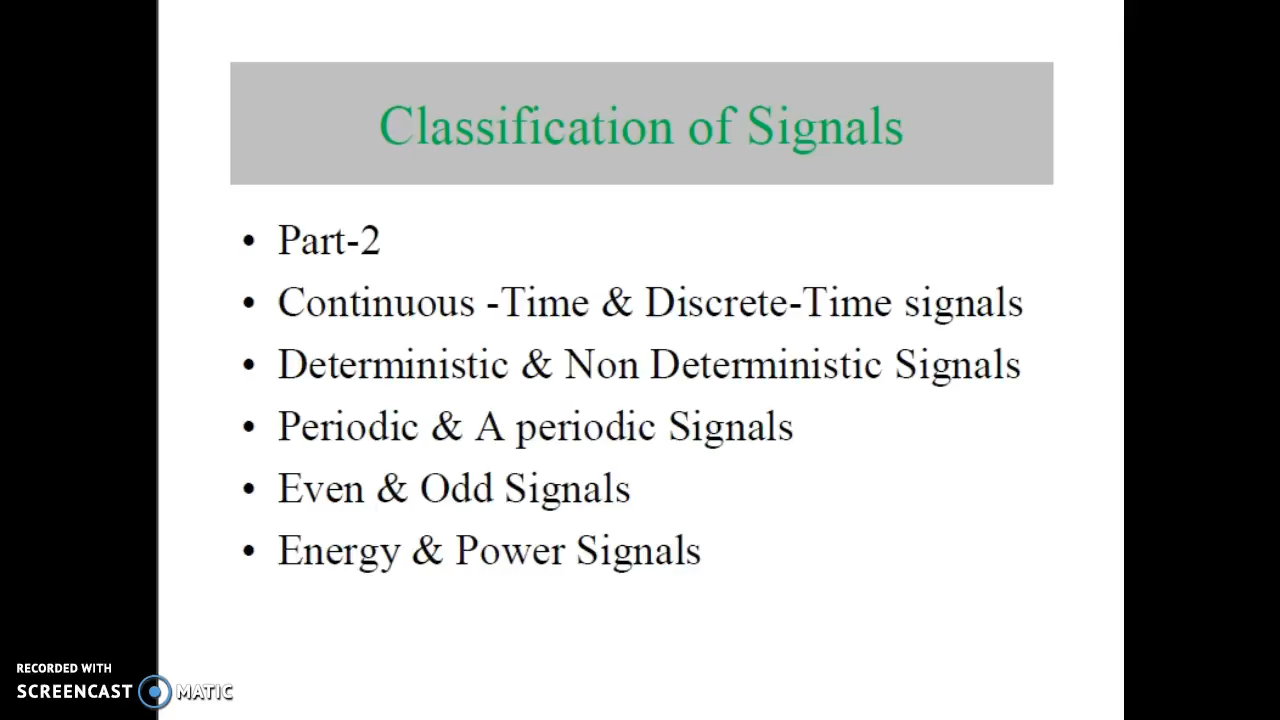 Classification of Signals
• Part-2
• Continuous -Time & Discrete-Time signals
• Deterministic & Non Deterministic Signals
• Periodic & A periodic Signals
• Even & Odd Signals
• Energy & Power Signals
RECORDED WITH
SCREENCAST MATIC